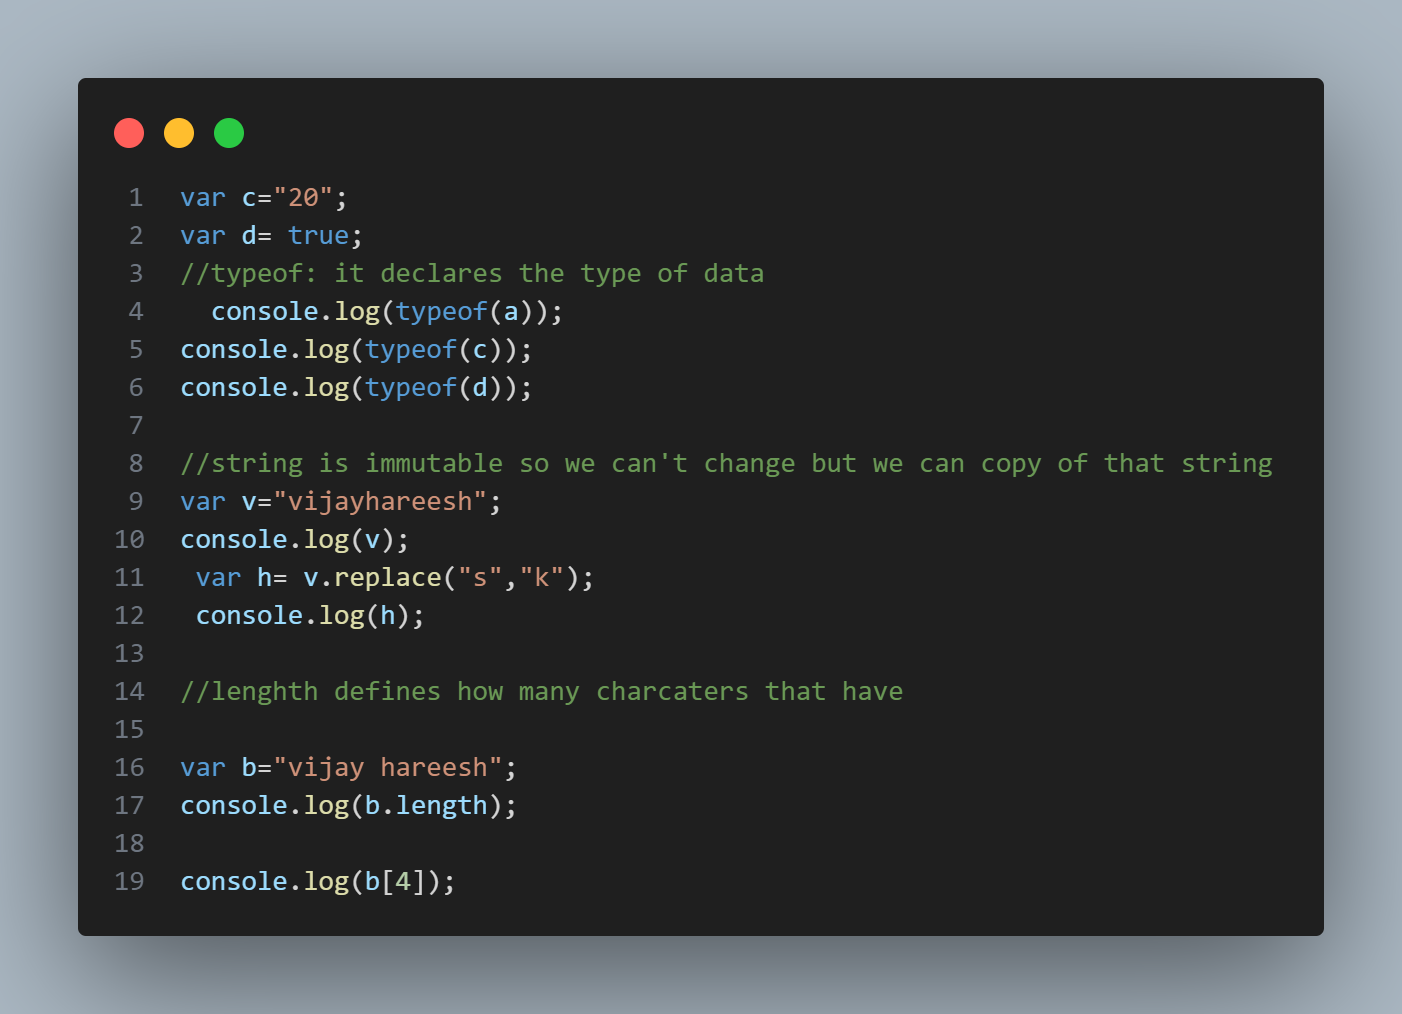 1 var c="20";
2 var d= true;
3 //typeof: it declares the type of data
4   console.log(typeof(a));
5 console.log(typeof(c));
6 console.log(typeof(d));
7
8 //string is immutable so we can't change but we can copy of that string
9 var v="vijayhareesh";
10 console.log(v);
11  var h= v.replace("s","k");
12  console.log(h);
13
14 //lenghth defines how many charcaters that have
15
16 var b="vijay hareesh";
17 console.log(b.length);
18
19 console.log(b[4]);